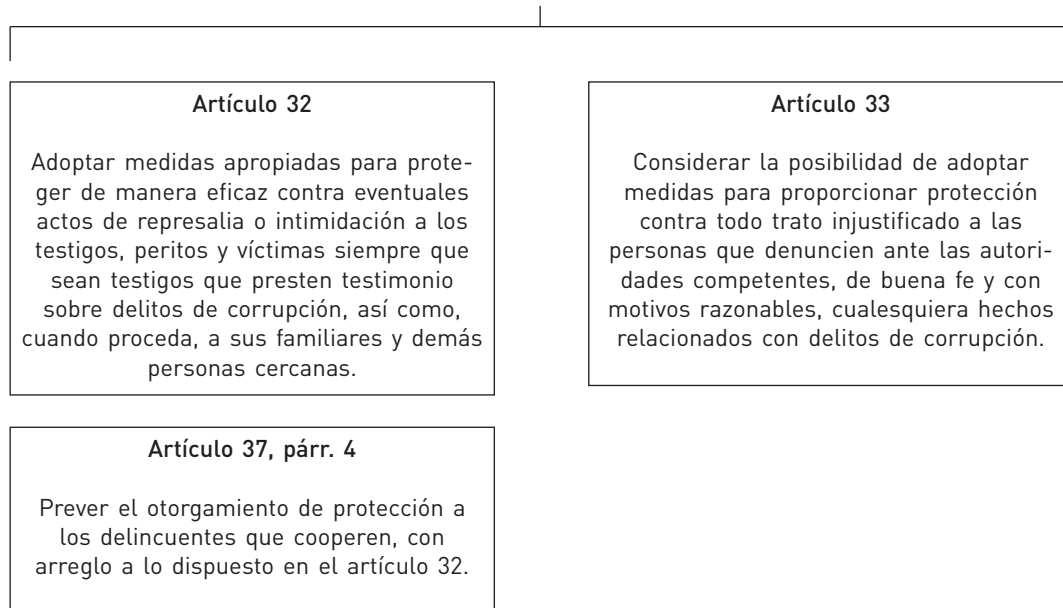 Artículo 32
Adoptar medidas apropiadas para prote-
ger de manera eficaz contra eventuales
actos de represalia o intimidación a los
testigos, peritos y víctimas siempre que
sean testigos que presten testimonio
sobre delitos de corrupción, así como,
cuando proceda, a sus familiares y demás
personas cercanas.
Artículo 33
Considerar la posibilidad de adoptar
medidas para proporcionar protección
contra todo trato injustificado a las
personas que denuncien ante las autori-
dades competentes, de buena fe y con
motivos razonables, cualesquiera hechos
relacionados con delitos de corrupción.
Artículo 37, párr. 4
Prever el otorgamiento de protección a
los delincuentes que cooperen, con
arreglo a lo dispuesto en el artículo 32.